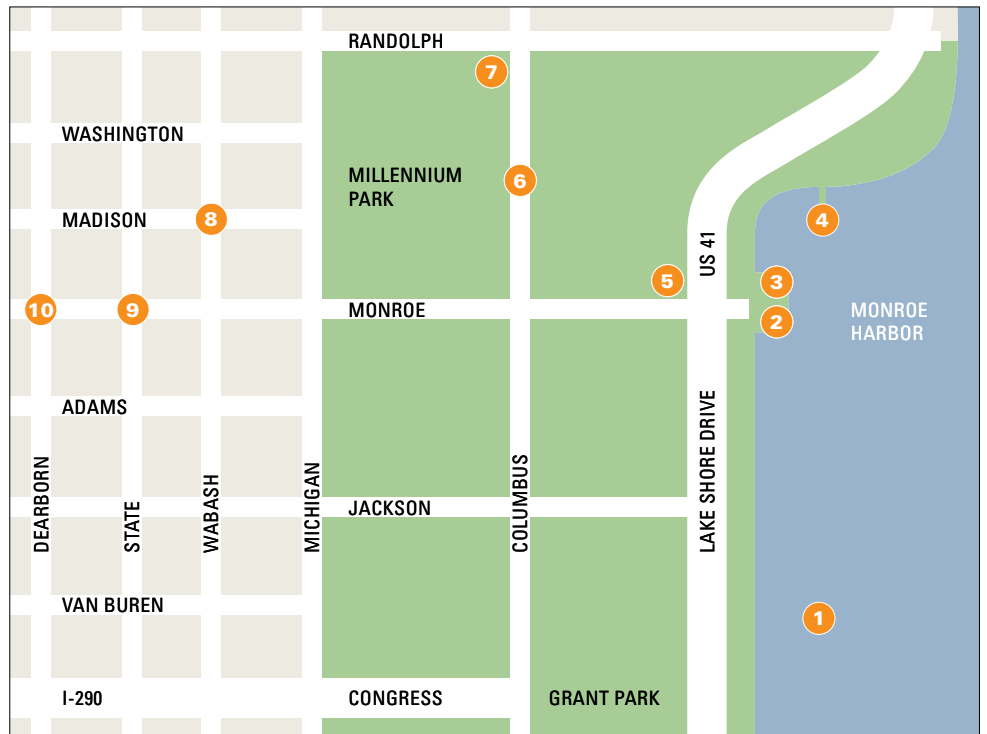 RANDOLPH
7
WASHINGTON
MILLENNIUM
PARK
6
MADISON
8
4
US 41
5
3
10
9
MONROE
2
MONROE
HARBOR
ADAMS
DEARBORN
STATE
WABASH
MICHIGAN
COLUMBUS
LAKE SHORE DRIVE
JACKSON
VAN BUREN
1
I-290
CONGRESS
GRANT PARK